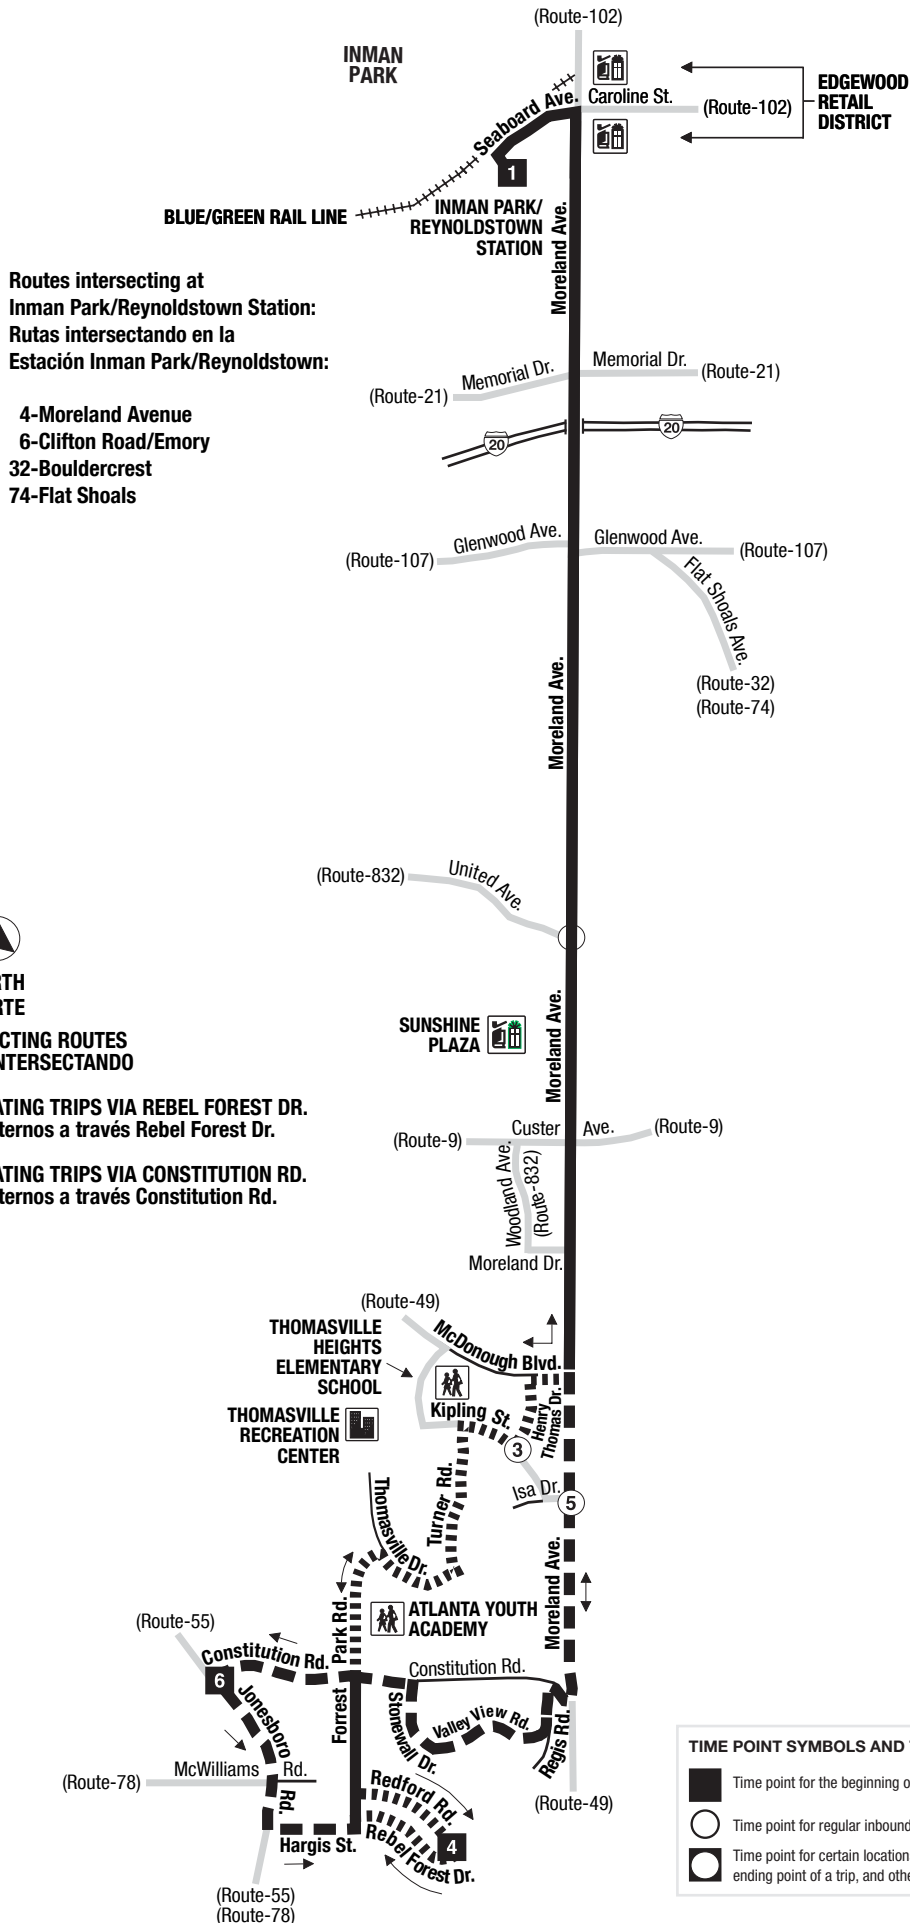 (Route-102)
INMAN
PARK
EDGEWOOD
RETAIL
DISTRICT
Seaboard Ave.
Caroline St.
(Route-102)
1
BLUE/GREEN RAIL LINE
INMAN PARK/
REYNOLDSTOWN
STATION
Moreland Ave.
Routes intersecting at
Inman Park/Reynoldstown Station:
Rutas intersectando en la
Estación Inman Park/Reynoldstown:
4-Moreland Avenue
6-Clifton Road/Emory
32-Bouldercrest
74-Flat Shoals
(Route-21)
Memorial Dr.
Memorial Dr.
(Route-21)
20
20
(Route-107)
Glenwood Ave.
Glenwood Ave.
(Route-107)
Flat Shoals Ave.
(Route-32)
(Route-74)
Moreland Ave.
(Route-832)
United Ave.
RTH
RTE
CTING ROUTES
NTERSECTANDO
ATING TRIPS VIA REBEL FOREST DR.
ternos a través Rebel Forest Dr.
ATING TRIPS VIA CONSTITUTION RD.
ternos a través Constitution Rd.
SUNSHINE
PLAZA
Moreland Ave.
(Route-9)
Custer
Ave.
(Route-9)
Woodland Ave.
(Route-832)
Moreland Dr.
(Route-49)
McDonough Blvd.
THOMASVILLE
HEIGHTS
ELEMENTARY
SCHOOL
Kipling St.
Henry
Thomas Dr.
THOMASVILLE
RECREATION
CENTER
3
Isa Dr.
5
Turner Rd.
Thomasville Dr.
Moreland Ave.
Park Rd.
ATLANTA YOUTH
ACADEMY
(Route-55)
Constitution Rd.
Constitution Rd.
6
Jonesboro
Rd.
Forrest
Stonewall Dr.
Valley View Rd.
Regis Rd.
(Route-78)
McWilliams
Rd.
Redford Rd.
(Route-49)
Hargis St.
Rebel Forest Dr.
4
(Route-55)
(Route-78)
TIME POINT SYMBOLS AND
Time point for the beginning o
Time point for regular inbound
Time point for certain location
ending point of a trip, and othe